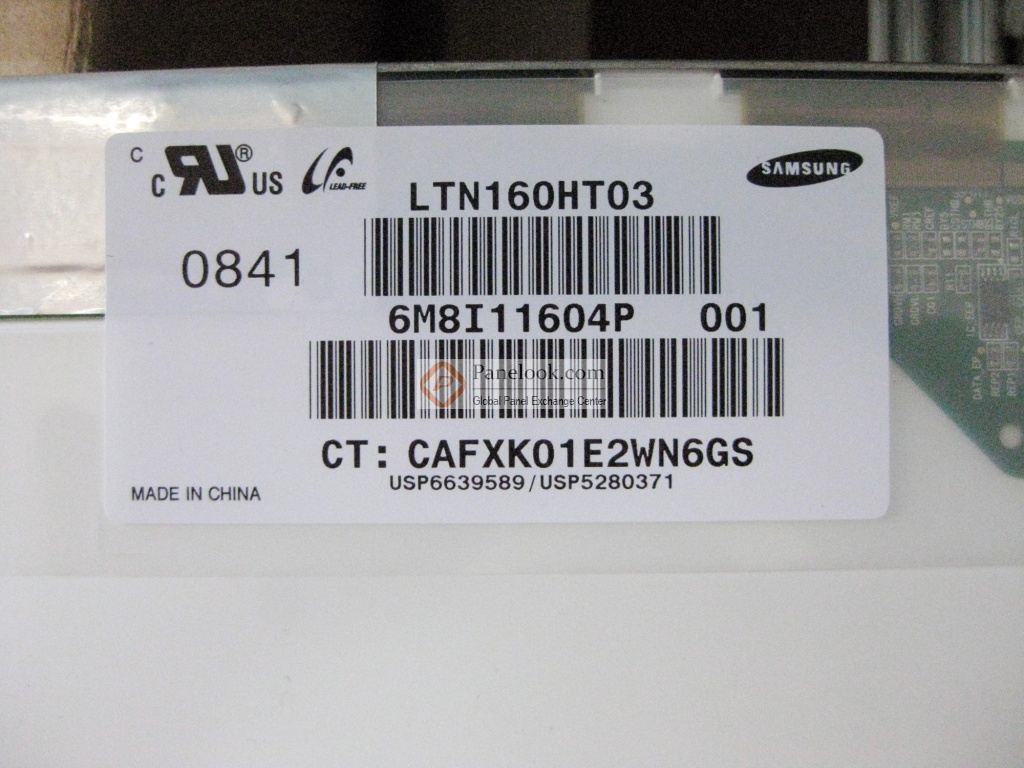 C
C RU® US
LEAD-FREE
SAMSUNG
LTN160HT03
0841
6M8I11604P 001
Panelook.com
Global Panel Exchange Center
CT: CAFXK01E2WN6GS
USP6639589/USP5280371
MADE IN CHINA